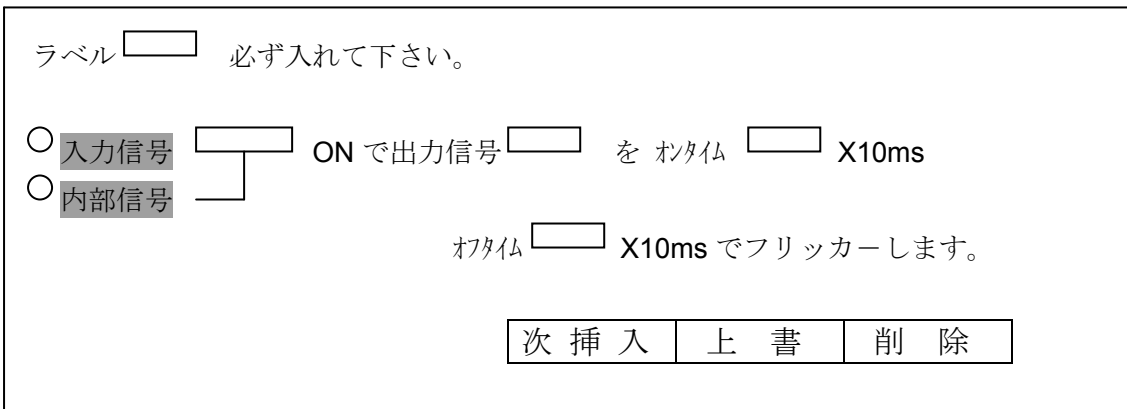 ラベル 必ず入れて下さい。
入力信号 ON で出力信号 を ｵﾝﾀｲﾑ X10ms
内部信号
ｵﾌﾀｲﾑ X10ms でフリッカーします。
次 挿 入 上 書 削 除